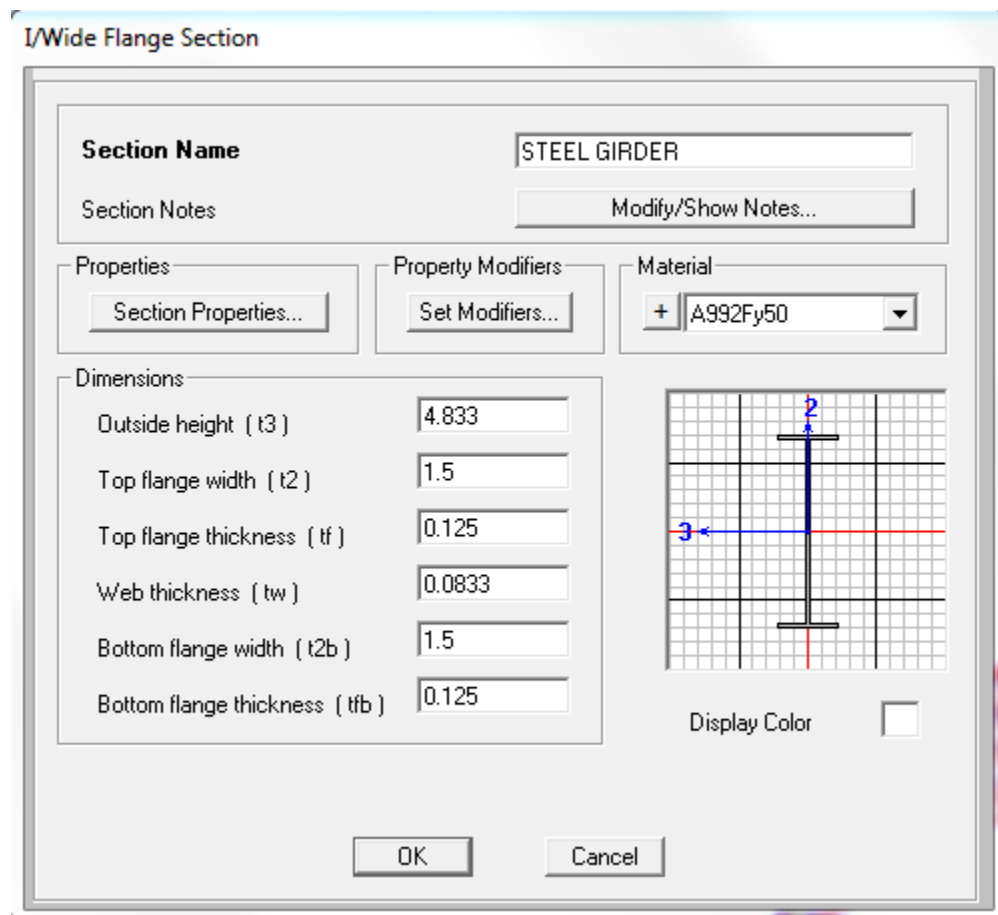 I/Wide Flange Section
Section Name
STEEL GIRDER
Section Notes
Modify/Show Notes...
Properties
Section Properties...
Property Modifiers
Set Modifiers...
Material
+
A992Fy50
Dimensions
Outside height ( t3 )
4.833
Top flange width ( t2 )
1.5
Top flange thickness ( tf )
0.125
Web thickness ( tw )
0.0833
Bottom flange width ( t2b )
1.5
Bottom flange thickness ( tfb )
0.125
2
3
Display Color
OK
Cancel